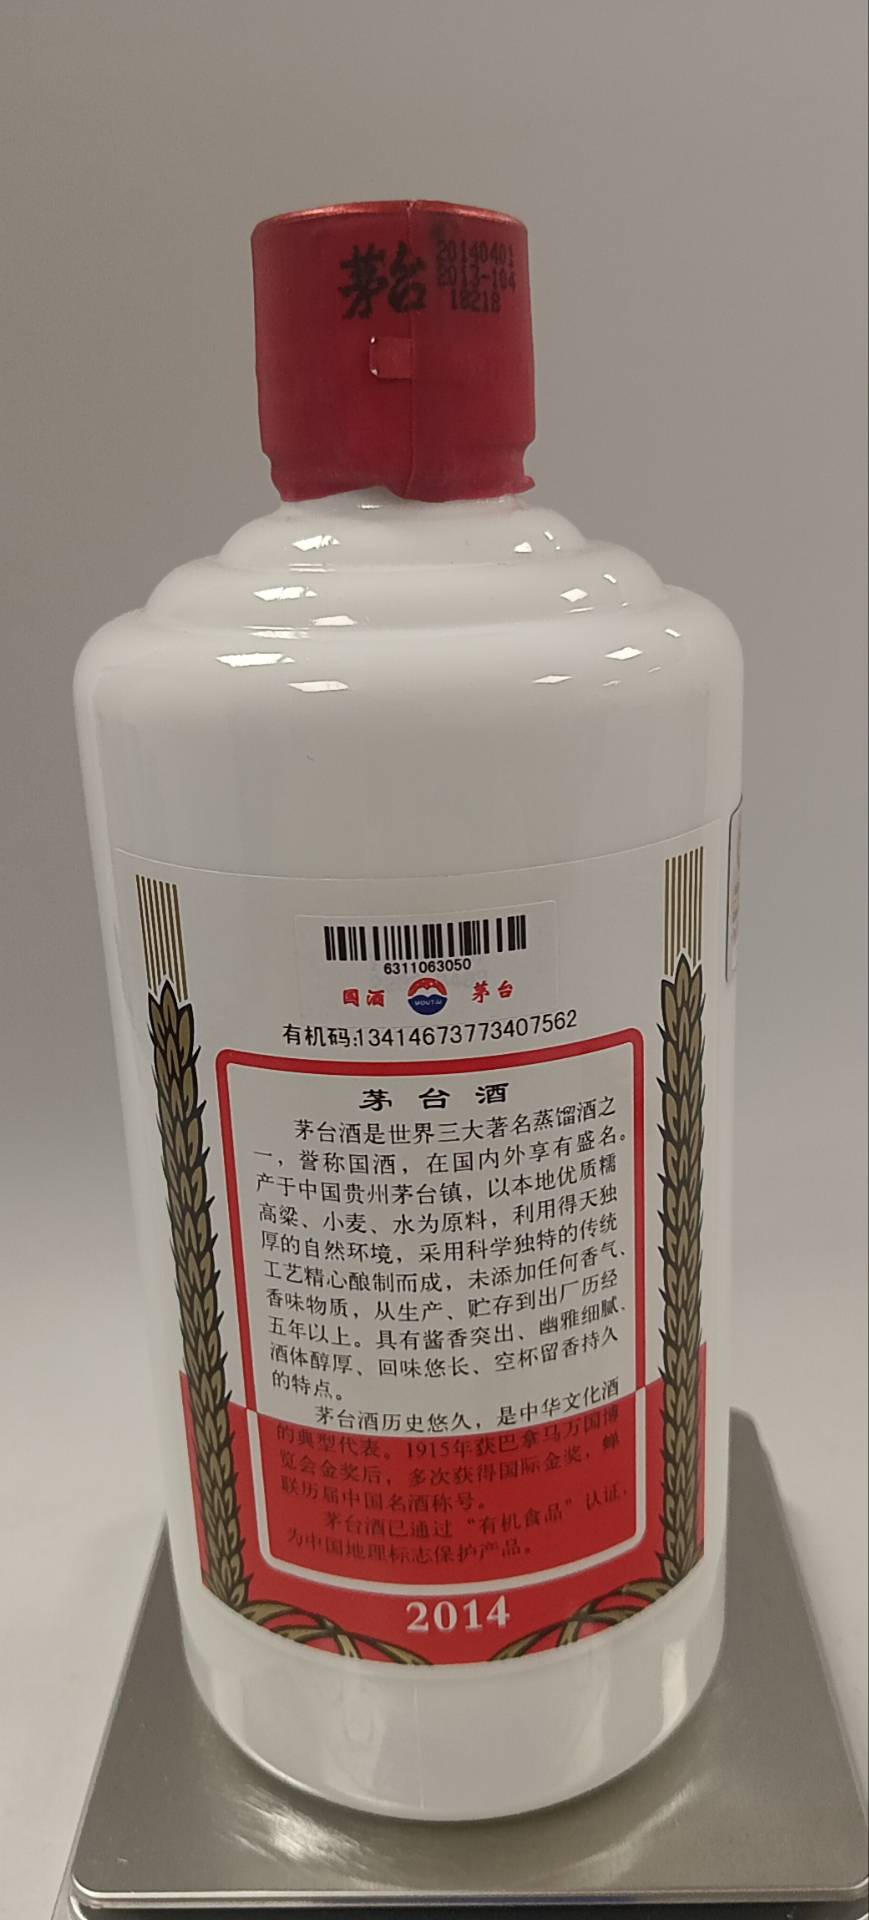 茅台
20140401
2013-104
18218
6311063050
国酒
MOUTAI
茅台
有机码:13414673773407562
茅台酒
茅台酒是世界三大著名蒸馏酒之
一，誉称国酒，在国内外享有盛名。
产于中国贵州茅台镇，以本地优质糯
高粱、小麦、水为原料，利用得天独
厚的自然环境，采用科学独特的传统
工艺精心酿制而成，未添加任何香气、
香味物质，从生产、贮存到出厂历经
五年以上。具有酱香突出、幽雅细腻、
酒体醇厚、回味悠长、空杯留香持久
的特点。
茅台酒历史悠久，是中华文化酒
的典型代表。1915年获巴拿马万国博
览会金奖后，多次获得国际金奖，蝉
联历届中国名酒称号。
茅台酒已通过“有机食品”认证，
为中国地理标志保护产品。
2014